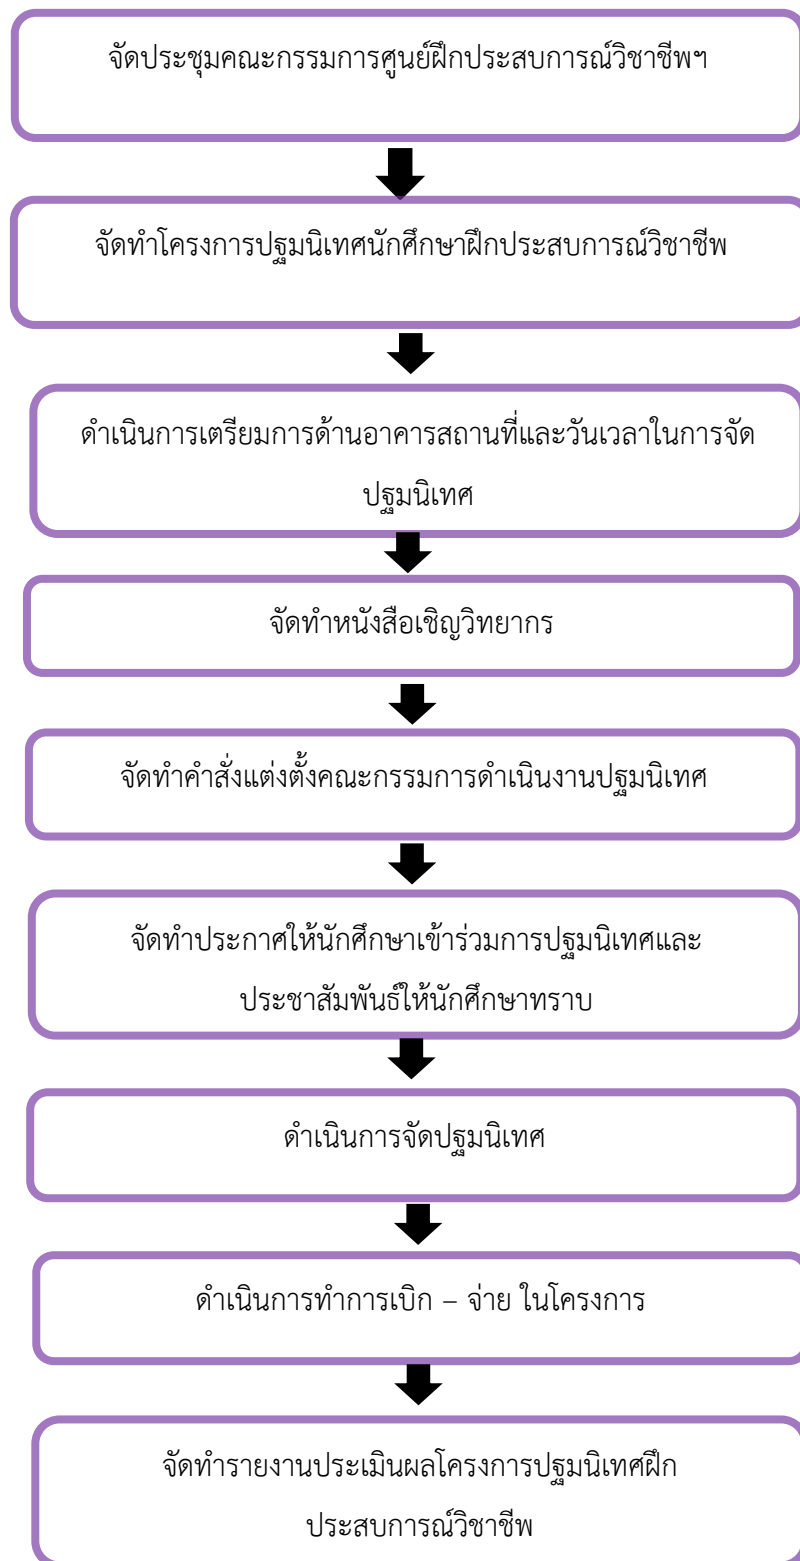 จัดประชุมคณะกรรมการศูนย์ฝึกประสบการณ์วิชาชีพฯ
จัดทำโครงการปฐมนิเทศนักศึกษาฝึกประสบการณ์วิชาชีพ
ดำเนินการเตรียมการด้านอาคารสถานที่และวันเวลาในการจัด
ปฐมนิเทศ
จัดทำหนังสือเชิญวิทยากร
จัดทำคำสั่งแต่งตั้งคณะกรรมการดำเนินงานปฐมนิเทศ
จัดทำประกาศให้นักศึกษาเข้าร่วมการปฐมนิเทศและ
ประชาสัมพันธ์ให้นักศึกษาทราบ
ดำเนินการจัดปฐมนิเทศ
ดำเนินการทำการเบิก – จ่าย ในโครงการ
จัดทำรายงานประเมินผลโครงการปฐมนิเทศฝึก
ประสบการณ์วิชาชีพ